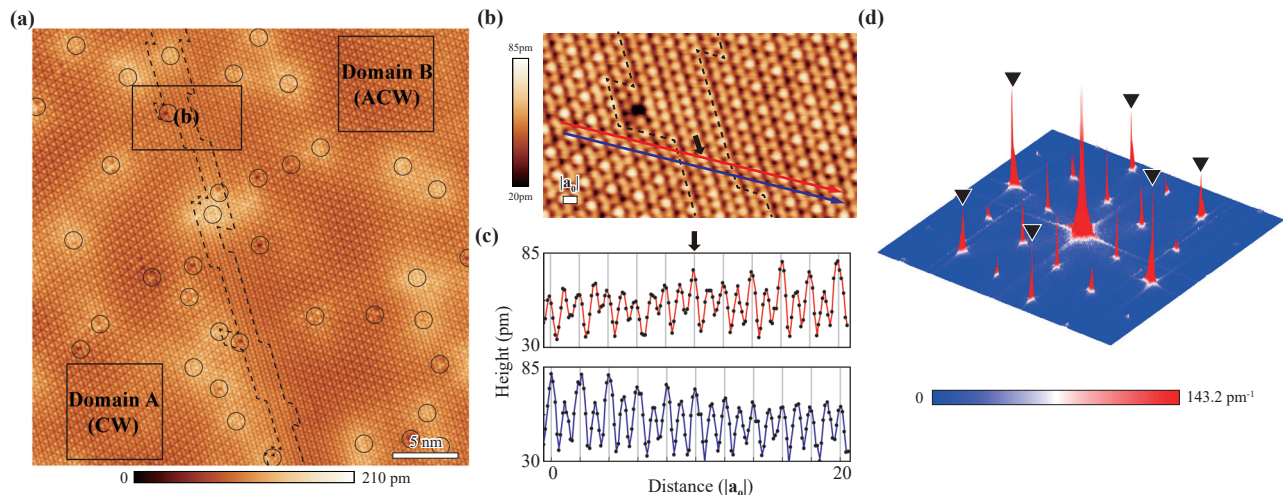 (a)
Domain B
(ACW)
(b)
Domain A
(CW)
5 nm
0
210 pm
(b)
85pm
20pm
|a₀|
(c)
85
30
85
30
Height (pm)
0
20
Distance (|a₀|)
(d)
0
143.2 pm⁻¹